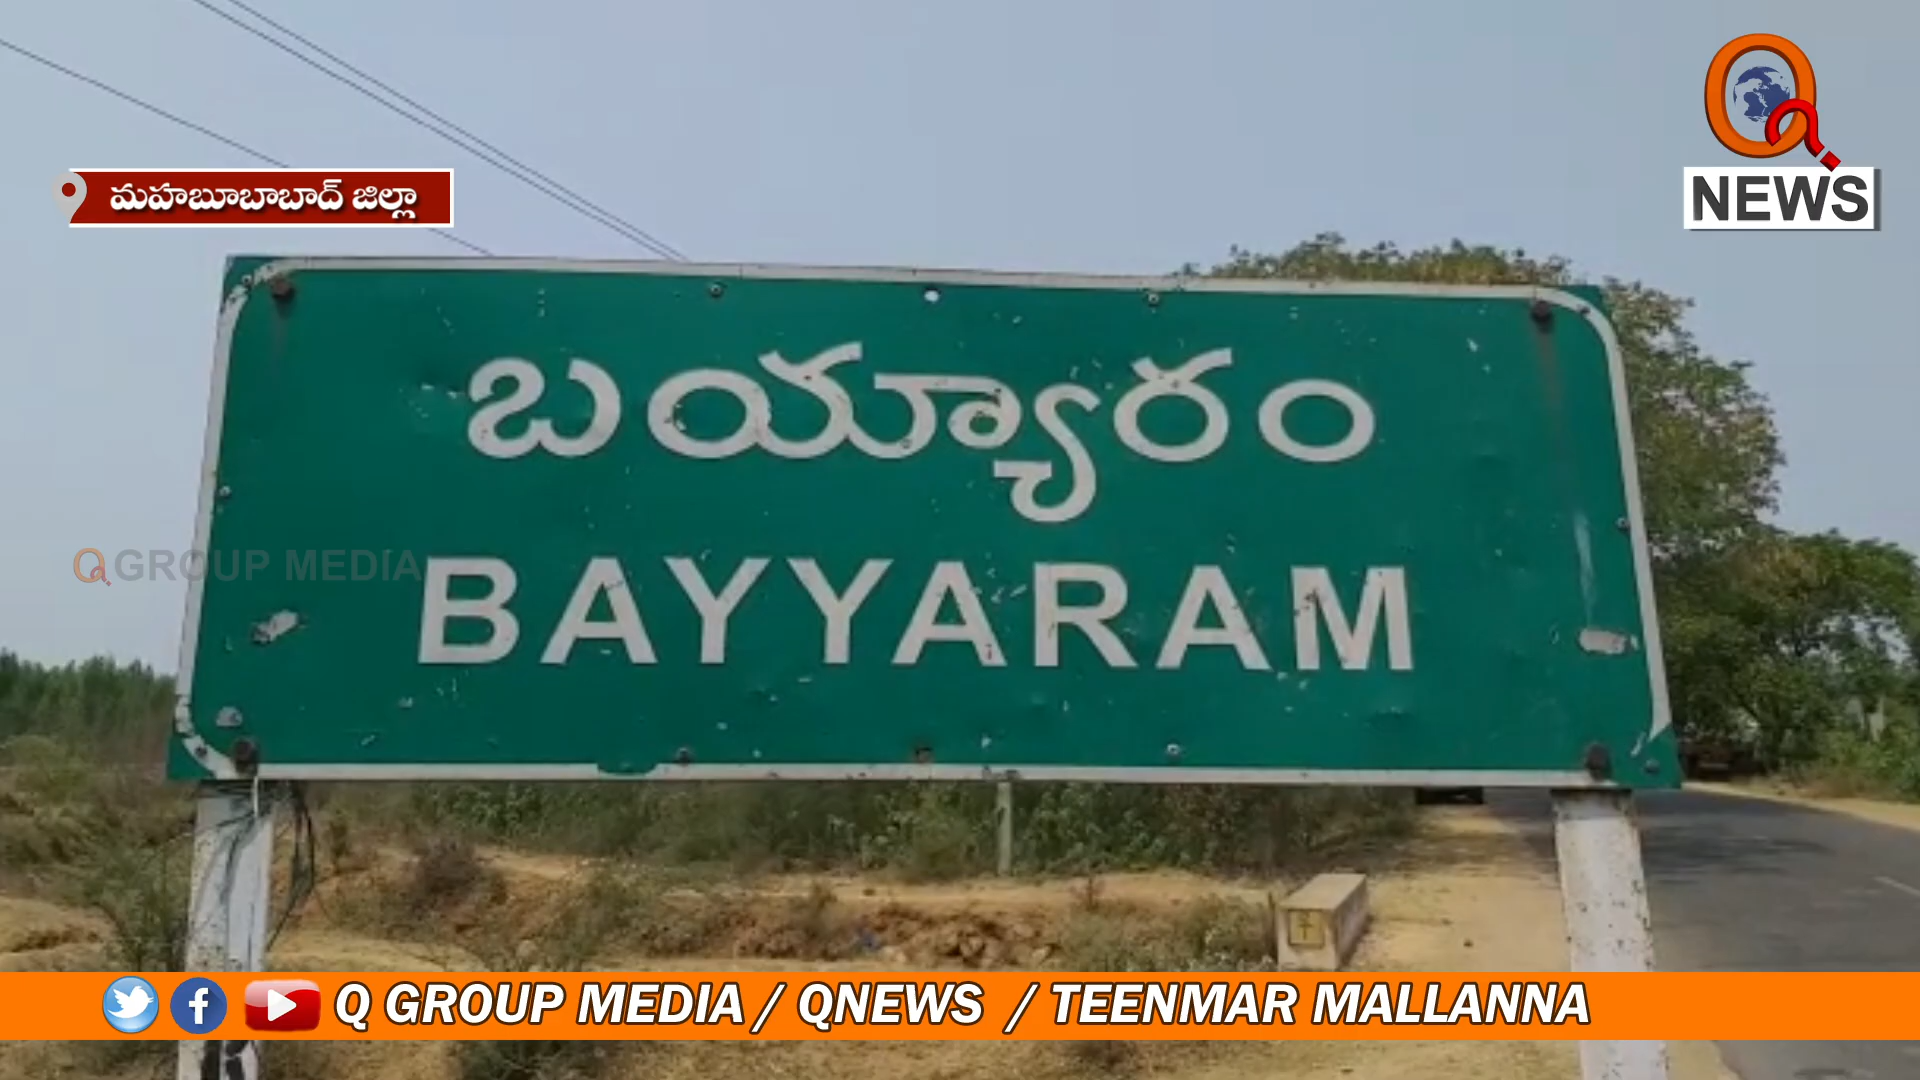 Q
NEWS
మహబూబాబాద్ జిల్లా
బయ్యారం
Q GROUP MEDIA
BAYYARAM
Q GROUP MEDIA / QNEWS / TEENMAR MALLANNA